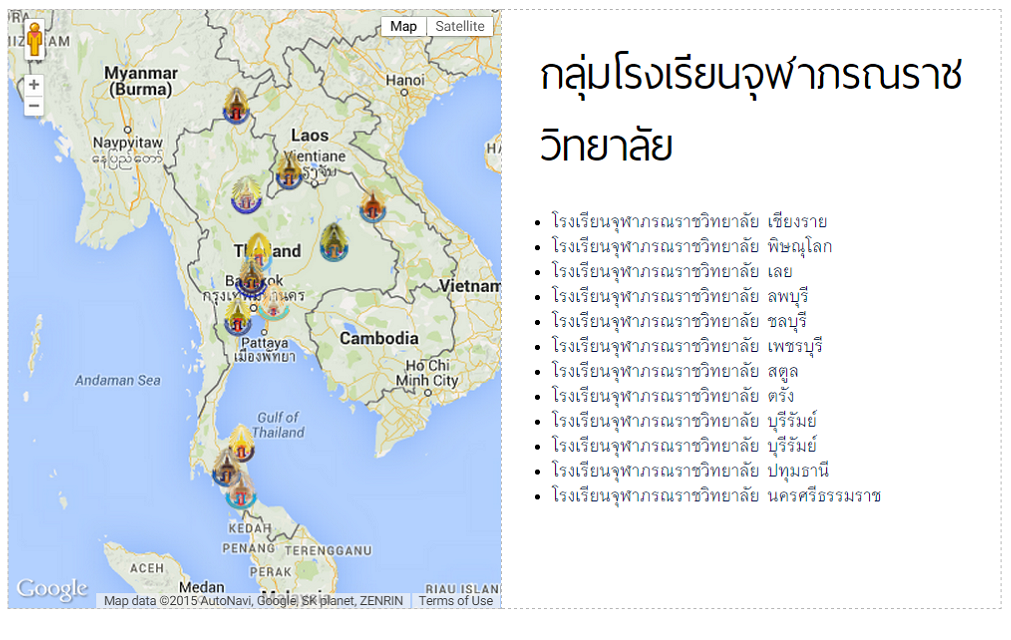 Map Satellite
Myanmar
(Burma)
Hanoi
Laos
Naypyitaw
နေပြည်တော်
Vientiane
Thailand
Bangkok
กรุงเทพมหานคร
Vietnam
Cambodia
Pattaya
เมืองพัทยา
Ho Chi
Minh City
Andaman Sea
Gulf of
Thailand
KEDAH
PENANG
TERENGGANU
PERAK
ACEH
Medan
RIAU ISLAN
Google
Map data ©2015 AutoNavi, Google, SK planet, ZENRIN Terms of Use
กลุ่มโรงเรียนจุฬาภรณราช
วิทยาลัย
โรงเรียนจุฬาภรณราชวิทยาลัย เชียงราย
โรงเรียนจุฬาภรณราชวิทยาลัย พิษณุโลก
โรงเรียนจุฬาภรณราชวิทยาลัย เลย
โรงเรียนจุฬาภรณราชวิทยาลัย ลพบุรี
โรงเรียนจุฬาภรณราชวิทยาลัย ชลบุรี
โรงเรียนจุฬาภรณราชวิทยาลัย เพชรบุรี
โรงเรียนจุฬาภรณราชวิทยาลัย สตูล
โรงเรียนจุฬาภรณราชวิทยาลัย ตรัง
โรงเรียนจุฬาภรณราชวิทยาลัย บุรีรัมย์
โรงเรียนจุฬาภรณราชวิทยาลัย บุรีรัมย์
โรงเรียนจุฬาภรณราชวิทยาลัย ปทุมธานี
โรงเรียนจุฬาภรณราชวิทยาลัย นครศรีธรรมราช